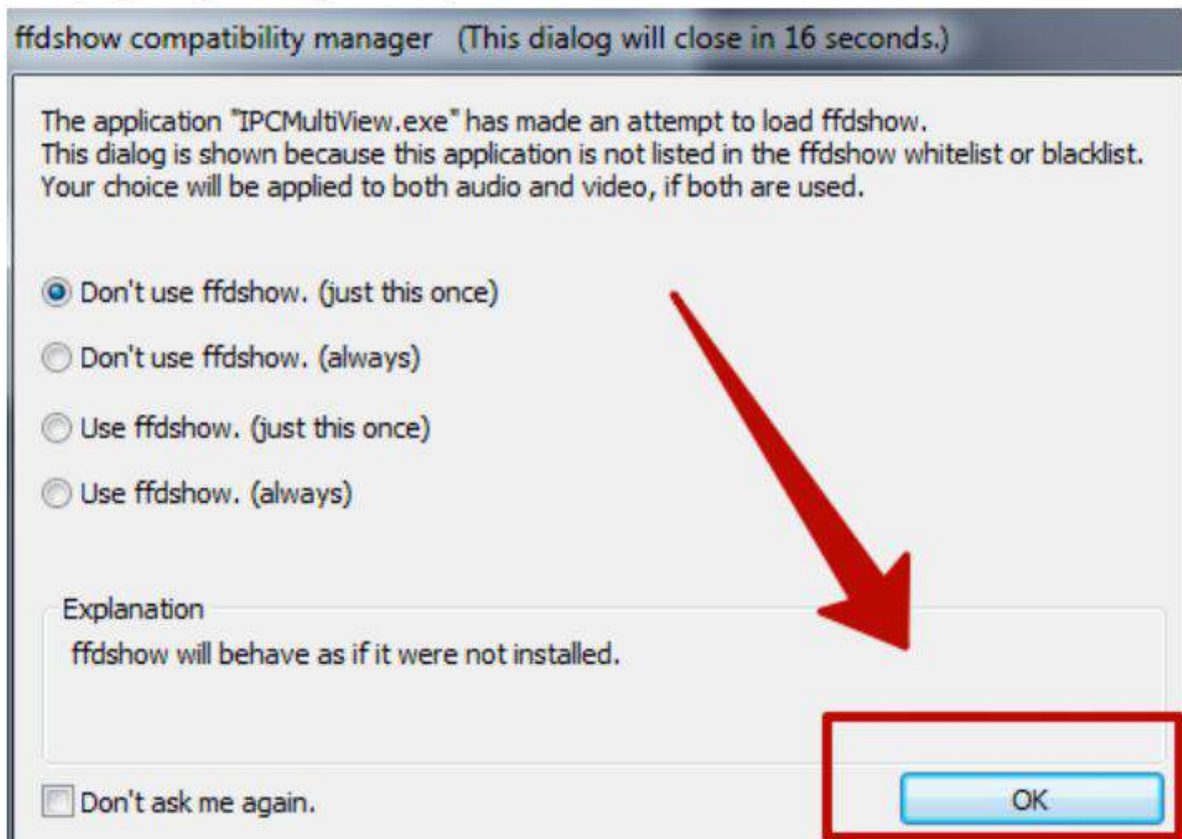 ffdshow compatibility manager (This dialog will close in 16 seconds.)
The application "IPCMultiView.exe" has made an attempt to load ffdshow.
This dialog is shown because this application is not listed in the ffdshow whitelist or blacklist.
Your choice will be applied to both audio and video, if both are used.
Don't use ffdshow. (just this once)
Don't use ffdshow. (always)
Use ffdshow. (just this once)
Use ffdshow. (always)
Explanation
ffdshow will behave as if it were not installed.
Don't ask me again.
OK